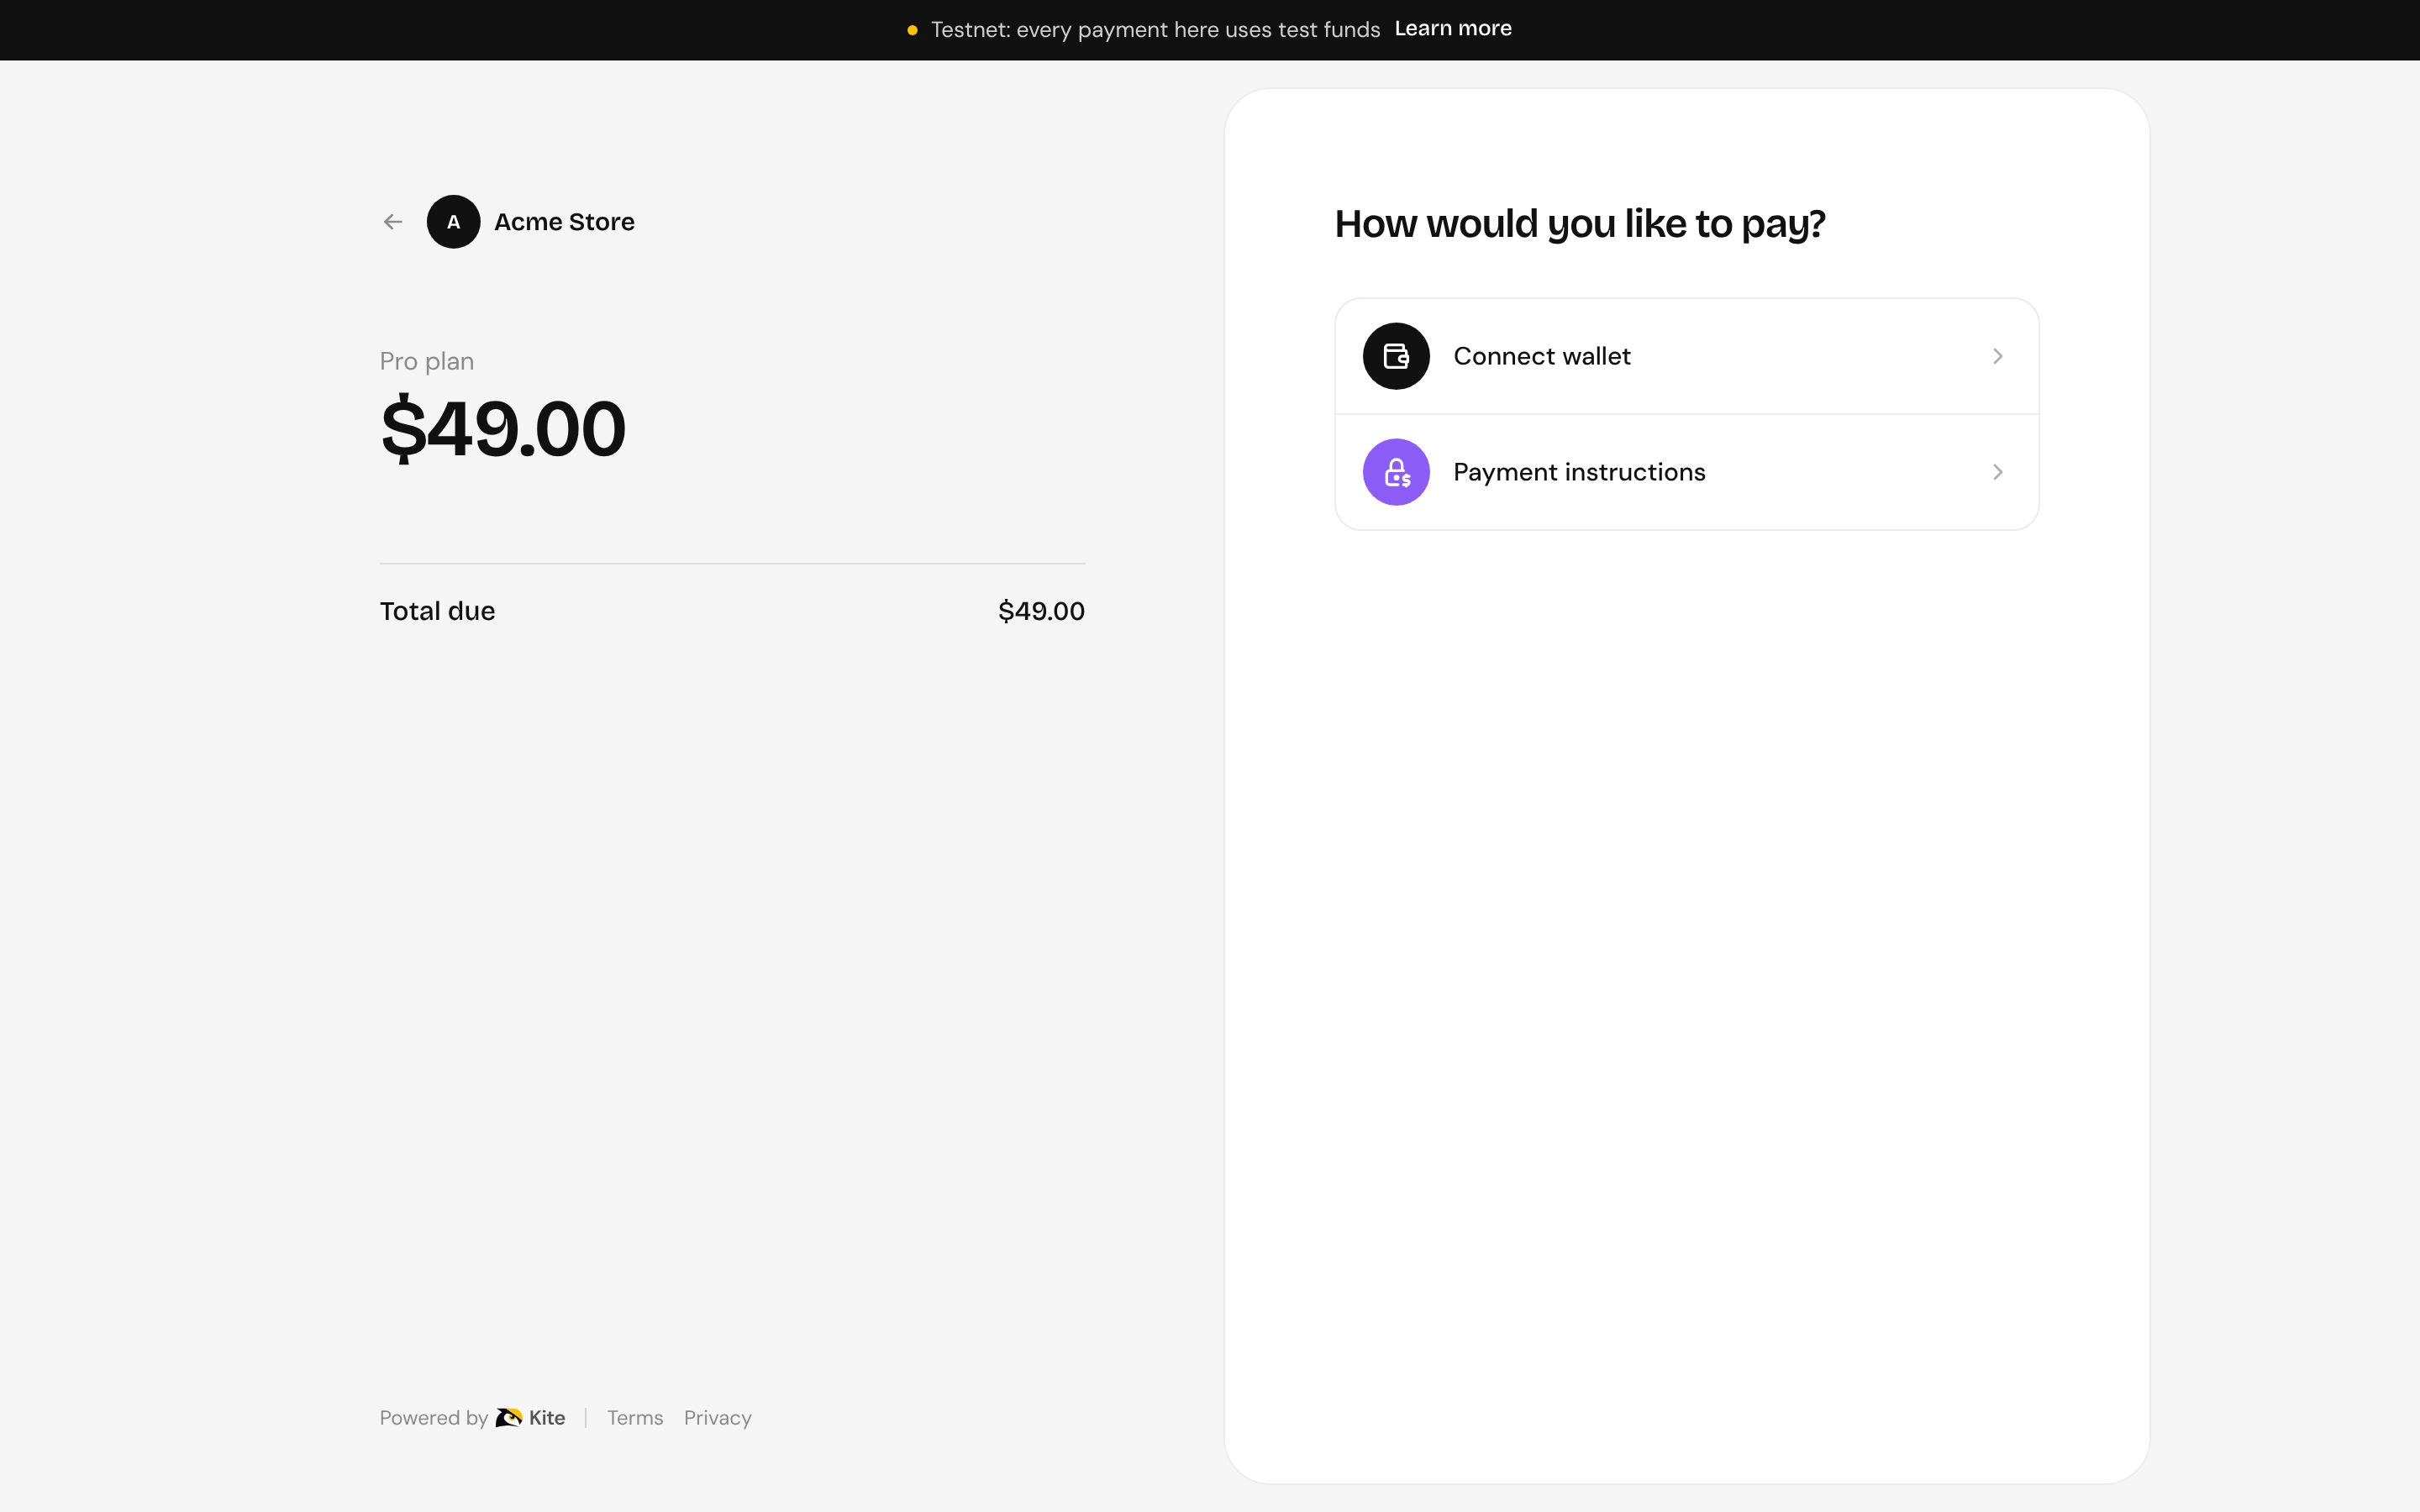 Testnet: every payment here uses test funds Learn more
A Acme Store
Pro plan
$49.00
Total due $49.00
Powered by Kite Terms Privacy
How would you like to pay?
Connect wallet
Payment instructions